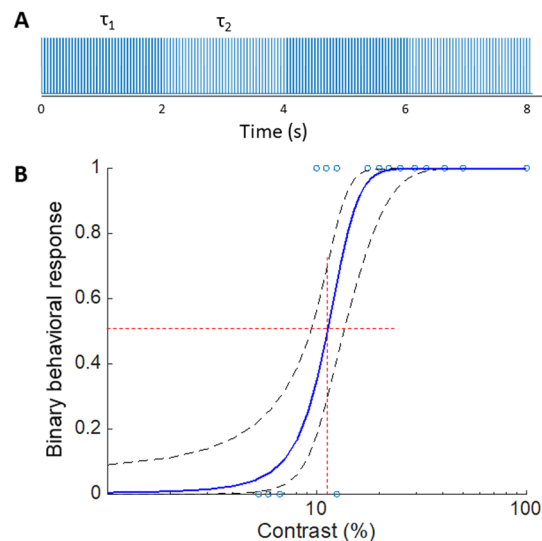 A
τ1 τ2
0 2 4 6 8
Time (s)
B
1
0.8
0.6
0.4
0.2
0
Binary behavioral response
10 100
Contrast (%)